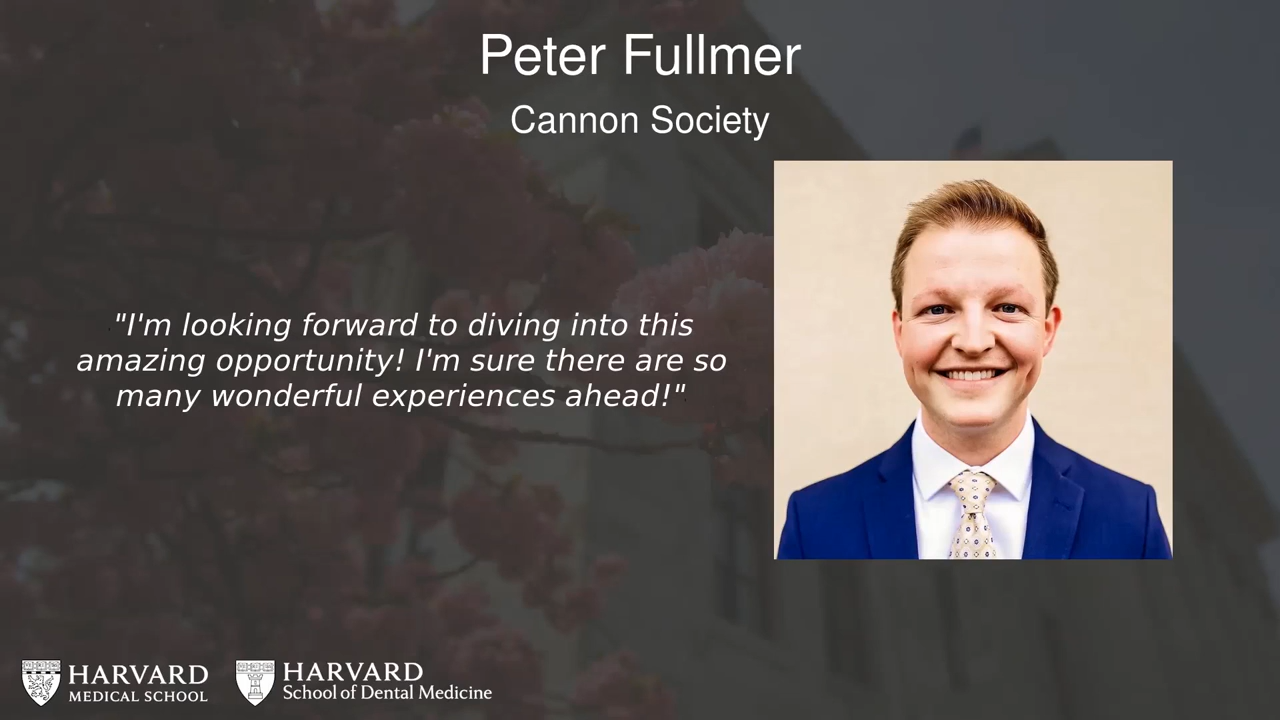 Peter Fullmer
Cannon Society
"I'm looking forward to diving into this
amazing opportunity! I'm sure there are so
many wonderful experiences ahead!"
HARVARD
MEDICAL SCHOOL
HARVARD
School of Dental Medicine